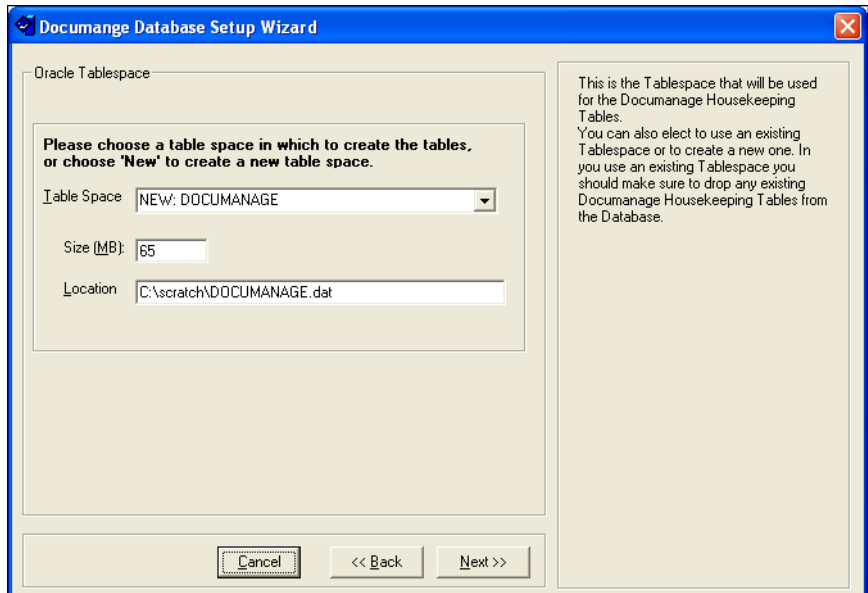 Documange Database Setup Wizard
Oracle Tablespace
Please choose a table space in which to create the tables,
or choose 'New' to create a new table space.
Table Space NEW: DOCUMANAGE
Size (MB): 65
Location C:\scratch\DOCUMANAGE.dat
Cancel << Back Next >>
This is the Tablespace that will be used
for the Documanage Housekeeping
Tables.
You can also elect to use an existing
Tablespace or to create a new one. In
you use an existing Tablespace you
should make sure to drop any existing
Documanage Housekeeping Tables from
the Database.